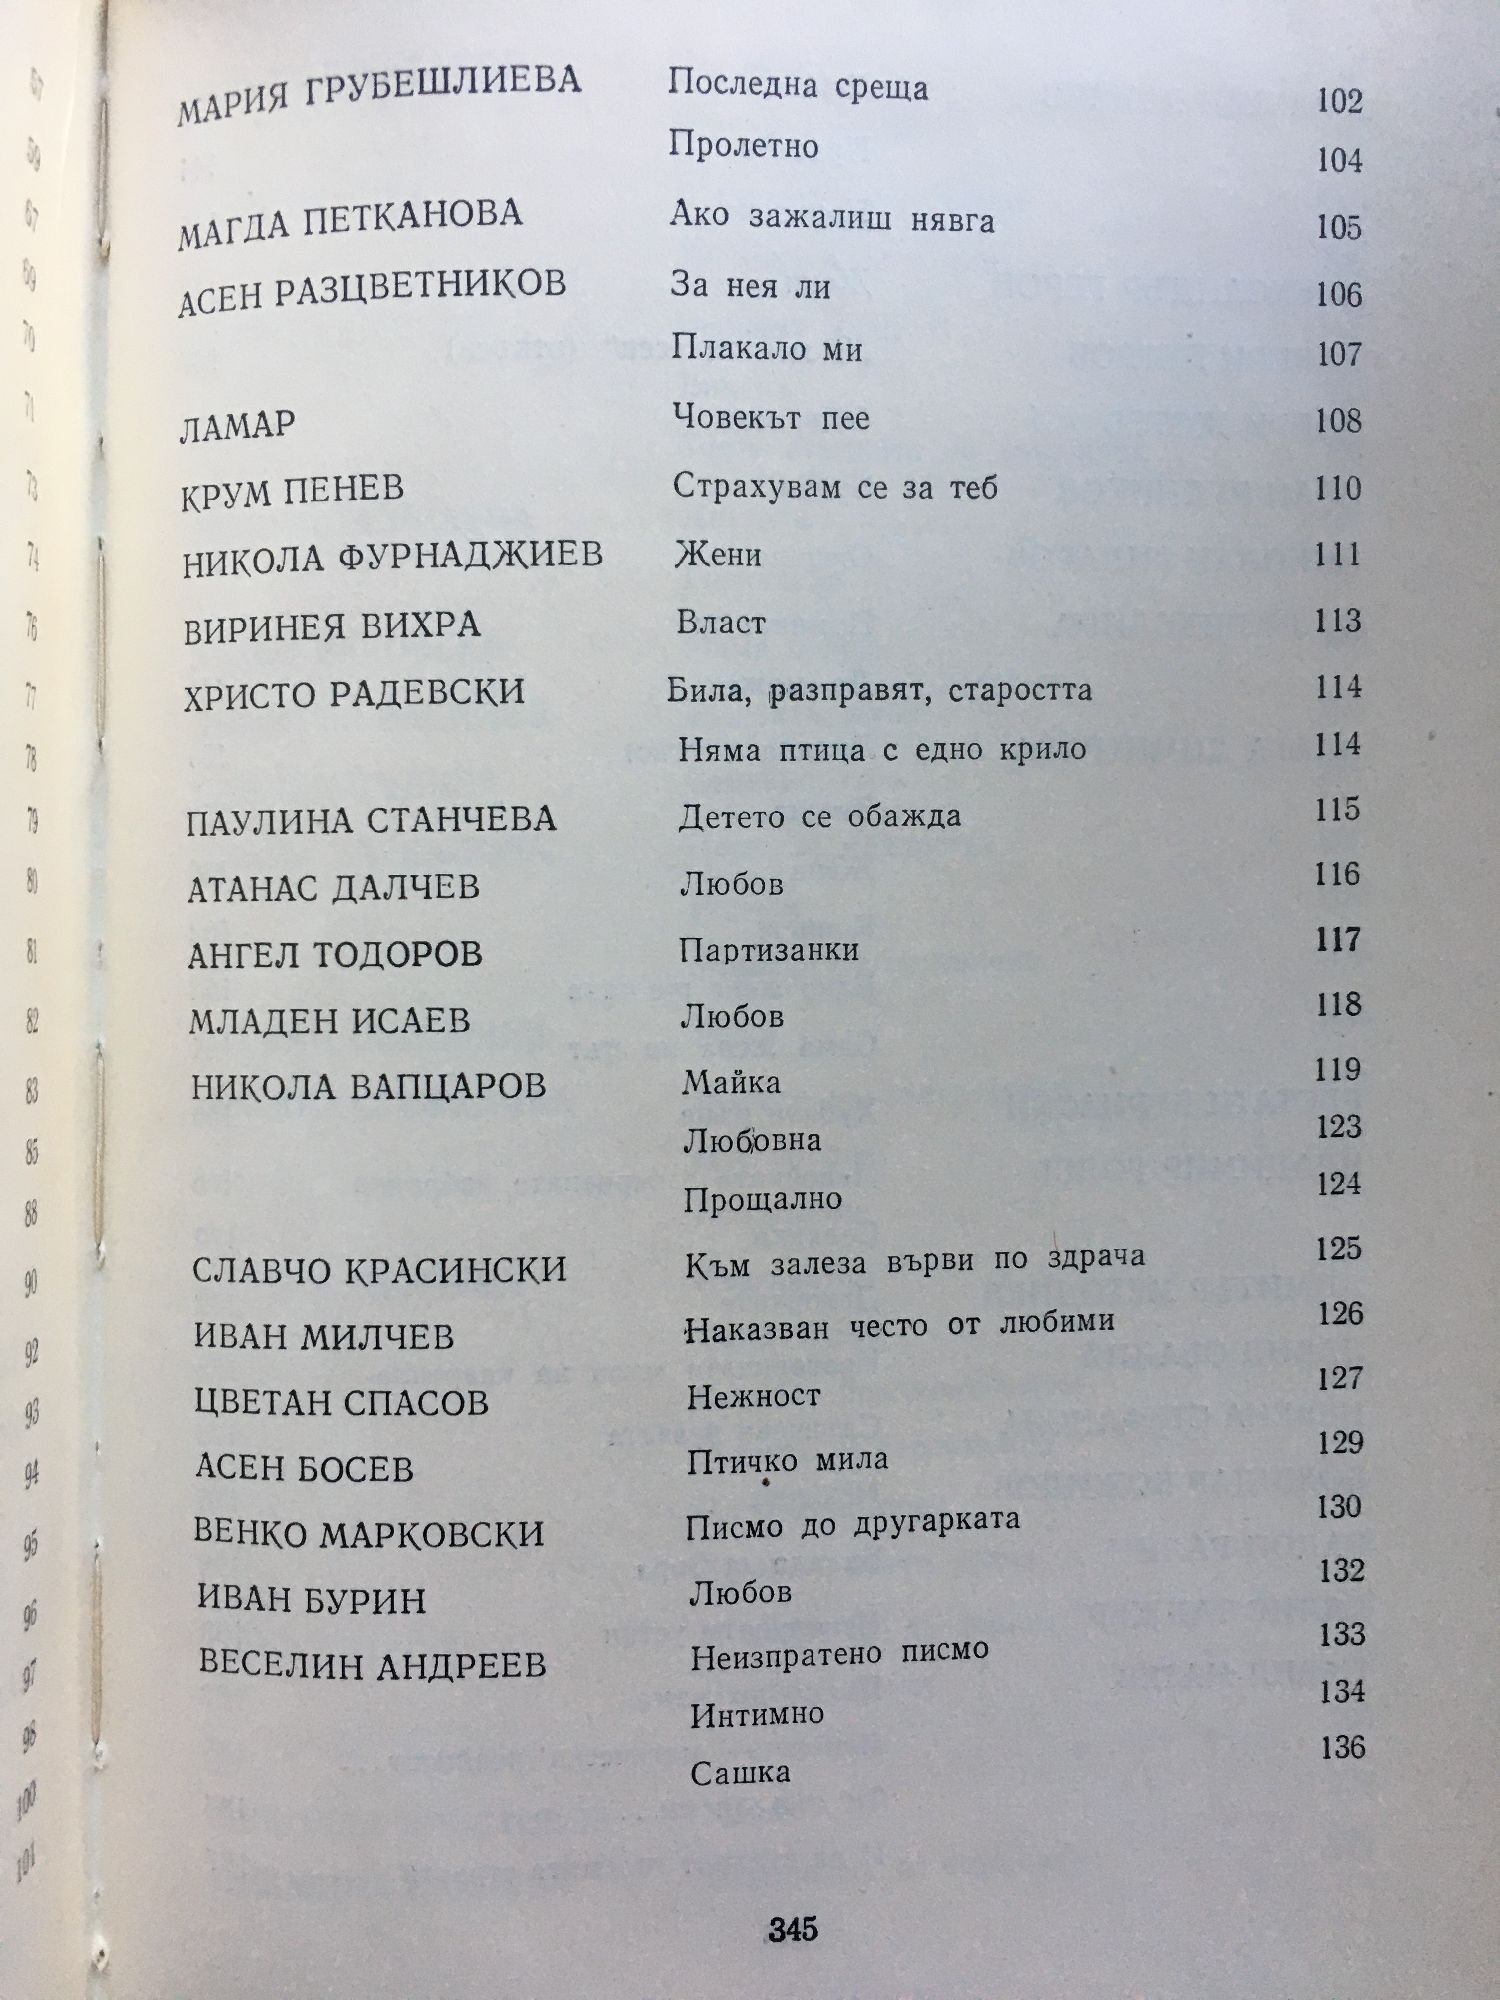 МАРИЯ ГРУБЕШЛИЕВА Последна среща 102
Пролетно 104
МАГДА ПЕТКАНОВА Ако зажалиш нявга 105
АСЕН РАЗЦВЕТНИКОВ За нея ли 106
Плакало ми 107
ЛАМАР Човекът пее 108
КРУМ ПЕНЕВ Страхувам се за теб 110
НИКОЛА ФУРНАДЖИЕВ Жени 111
ВИРИНЕЯ ВИХРА Власт 113
ХРИСТО РАДЕВСКИ Била, разправят, старостта 114
Няма птица с едно крило 114
ПАУЛИНА СТАНЧЕВА Детето се обажда 115
АТАНАС ДАЛЧЕВ Любов 116
АНГЕЛ ТОДОРОВ Партизанки 117
МЛАДЕН ИСАЕВ Любов 118
НИКОЛА ВАПЦАРОВ Майка 119
Любовна 123
Прощално 124
СЛАВЧО КРАСИНСКИ Към залеза върви по здрача 125
ИВАН МИЛЧЕВ Наказван често от любими 126
ЦВЕТАН СПАСОВ Нежност 127
АСЕН БОСЕВ Птичко мила 129
ВЕНКО МАРКОВСКИ Писмо до другарката 130
ИВАН БУРИН Любов 132
ВЕСЕЛИН АНДРЕЕВ Неизпратено писмо 133
Интимно 134
Сашка 136
345